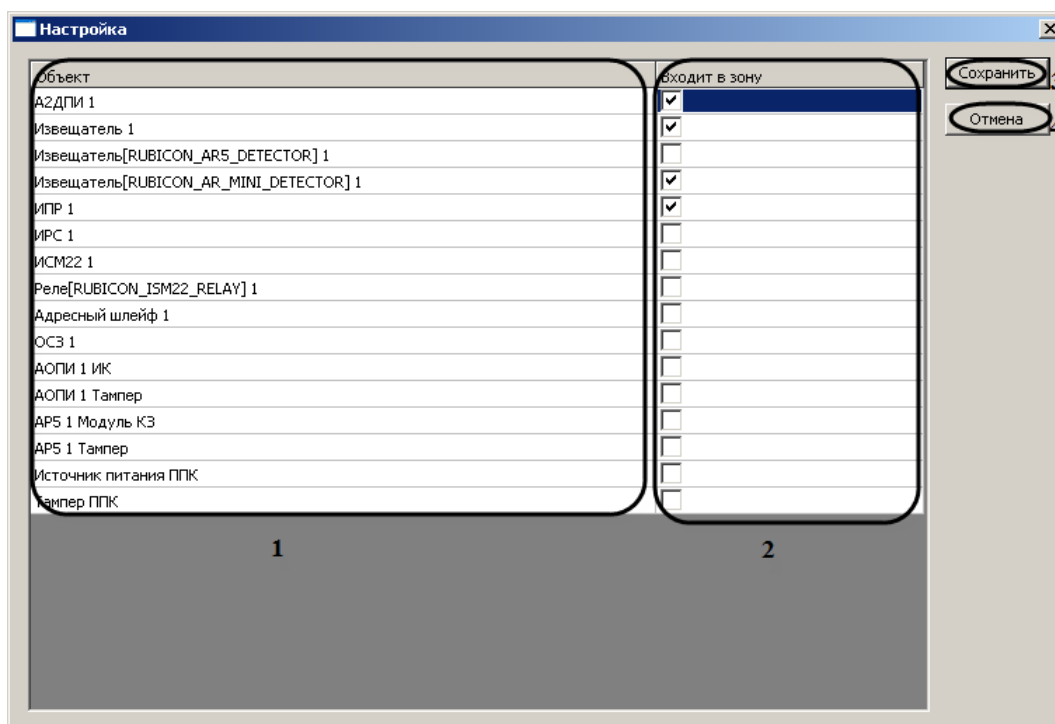 Настройка
Объект Входит в зону
Сохранить 3
Отмена 4
А2ДПИ 1
Извещатель 1
Извещатель[RUBICON_AR5_DETECTOR] 1
Извещатель[RUBICON_AR_MINI_DETECTOR] 1
ИПР 1
ИРС 1
ИСМ22 1
Реле[RUBICON_ISM22_RELAY] 1
Адресный шлейф 1
ОСЗ 1
АОПИ 1 ИК
АОПИ 1 Тампер
АР5 1 Модуль КЗ
АР5 1 Тампер
Источник питания ППК
Тампер ППК
1 2